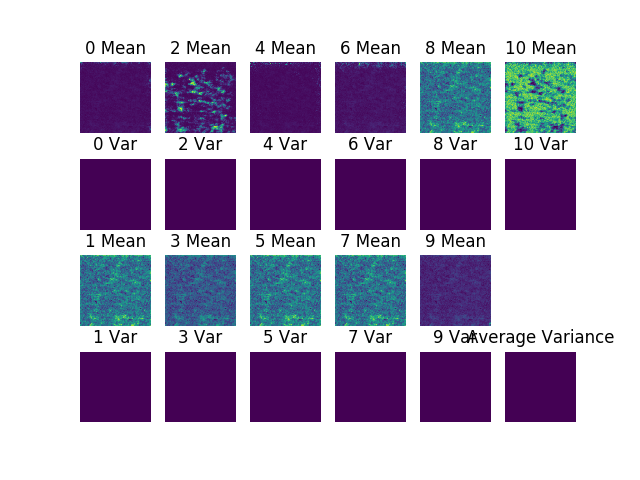 0 Mean 2 Mean 4 Mean 6 Mean 8 Mean 10 Mean
0 Var 2 Var 4 Var 6 Var 8 Var 10 Var
1 Mean 3 Mean 5 Mean 7 Mean 9 Mean
1 Var 3 Var 5 Var 7 Var 9 Var Average Variance